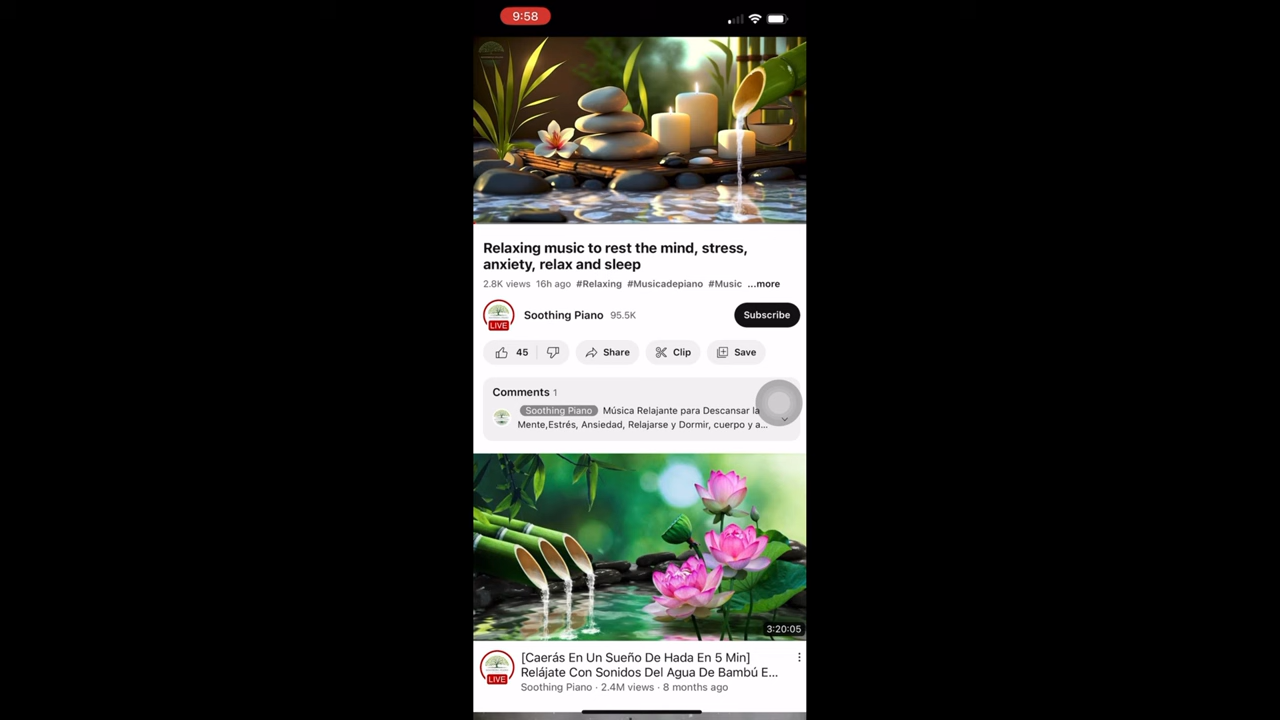 9:58
Relaxing music to rest the mind, stress,
anxiety, relax and sleep
2.8K views 16h ago #Relaxing #Musicadepiano #Music ...more
LIVE
Soothing Piano 95.5K
Subscribe
45
Share
Clip
Save
Comments 1
Soothing Piano Música Relajante para Descansar la
Mente,Estrés, Ansiedad, Relajarse y Dormir, cuerpo y a...
3:20:05
LIVE
[Caerás En Un Sueño De Hada En 5 Min]
Relájate Con Sonidos Del Agua De Bambú E...
Soothing Piano · 2.4M views · 8 months ago